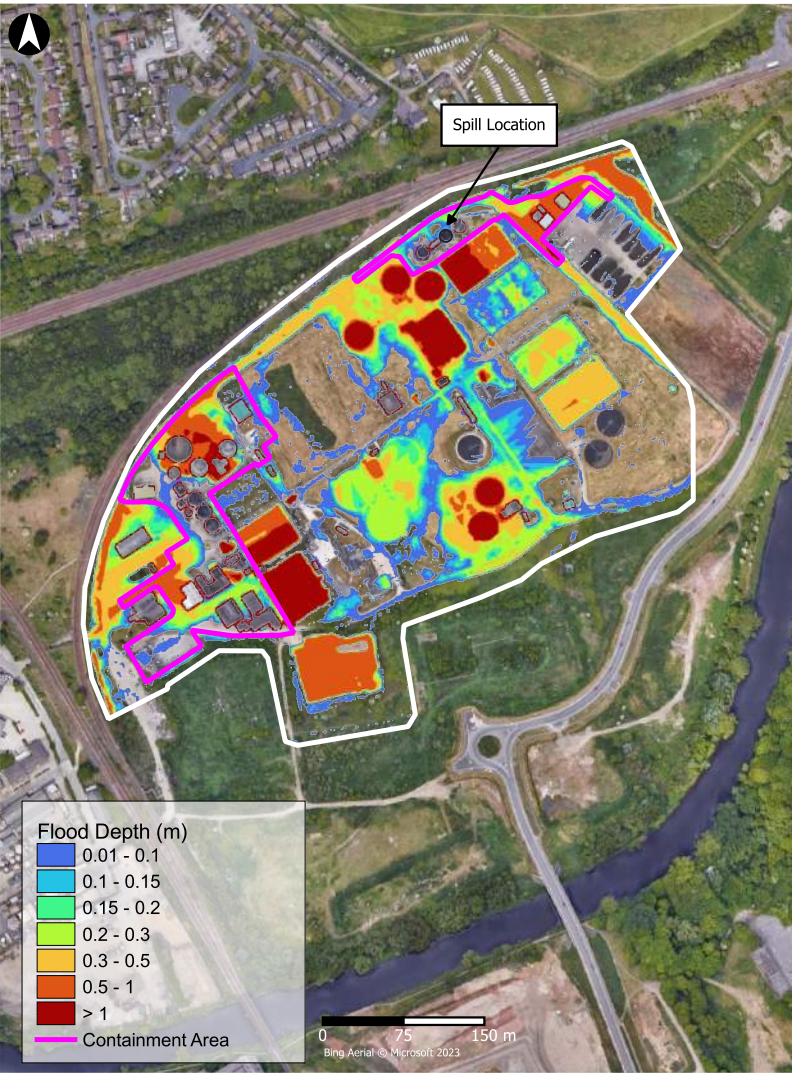 Spill Location
Flood Depth (m)
0.01 - 0.1
0.1 - 0.15
0.15 - 0.2
0.2 - 0.3
0.3 - 0.5
0.5 - 1
> 1
Containment Area
0 75 150 m
Bing Aerial © Microsoft 2023